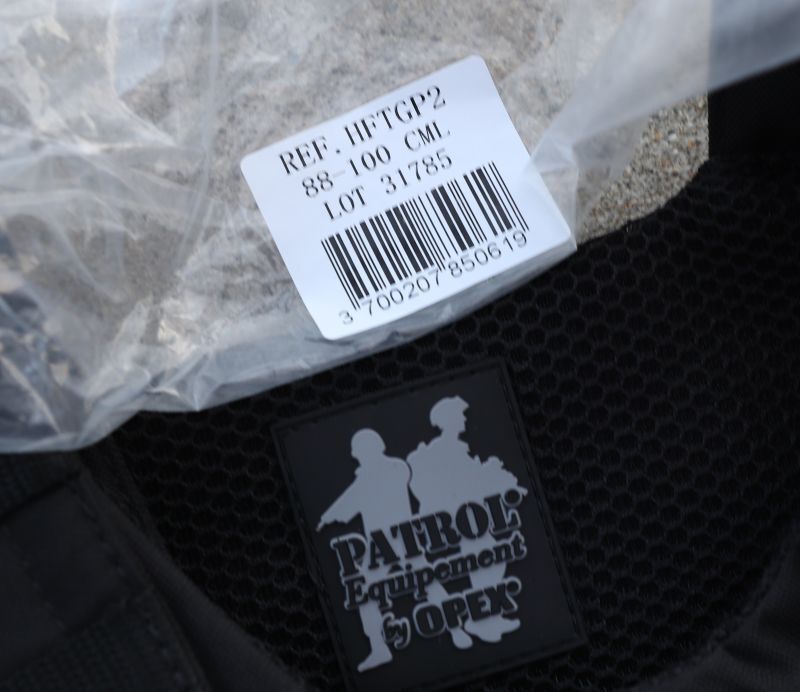 REF. HFTGP2
88-100 CML
LOT 31785
3 700207 850619
PATROL
Equipement
by OPEX